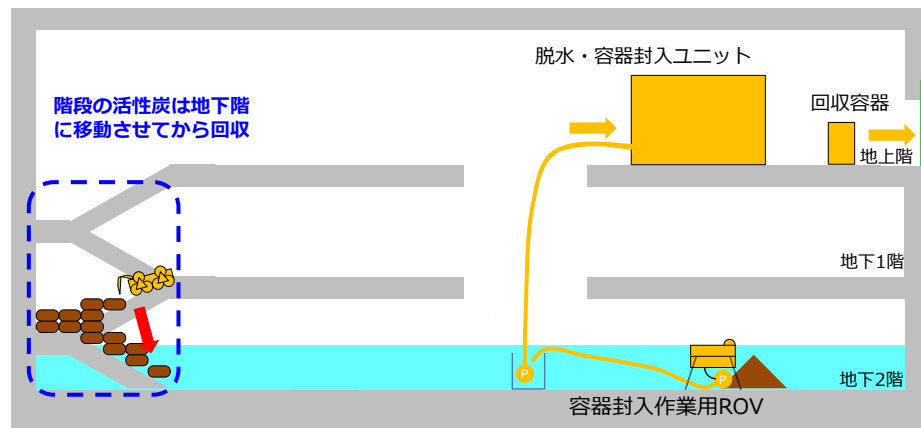 脱水・容器封入ユニット
階段の活性炭は地下階
に移動させてから回収
回収容器
地上階
地下1階
P
P
地下2階
容器封入作業用ROV